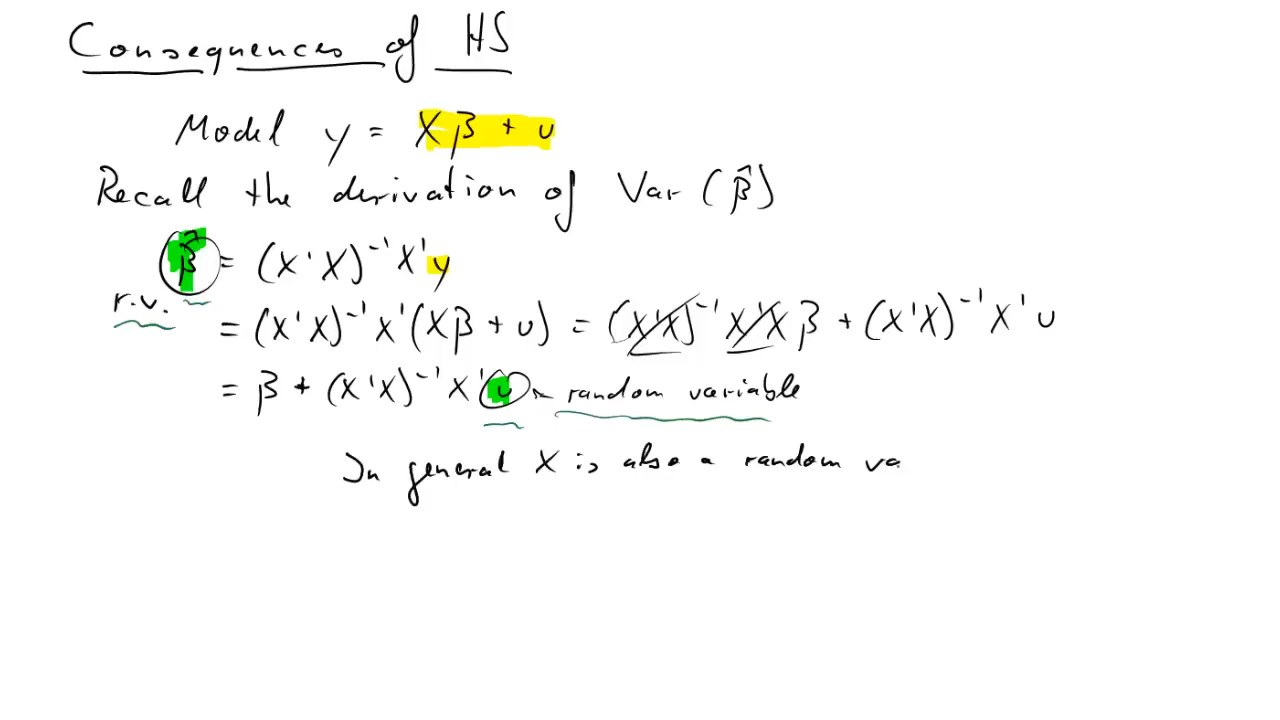 Consequences of HS
Model y = Xβ + u
Recall the derivation of Var(β̂)
β̂ = (X'X)⁻¹X'y
r.v. = (X'X)⁻¹X'(Xβ + u) = (X'X)⁻¹X'Xβ + (X'X)⁻¹X'u
= β + (X'X)⁻¹X'u random variable
In general X is also a random va